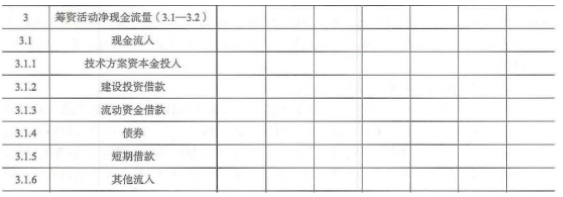 3 筹资活动净现金流量(3.1—3.2)
3.1 现金流入
3.1.1 技术方案资本金投入
3.1.2 建设投资借款
3.1.3 流动资金借款
3.1.4 债券
3.1.5 短期借款
3.1.6 其他流入